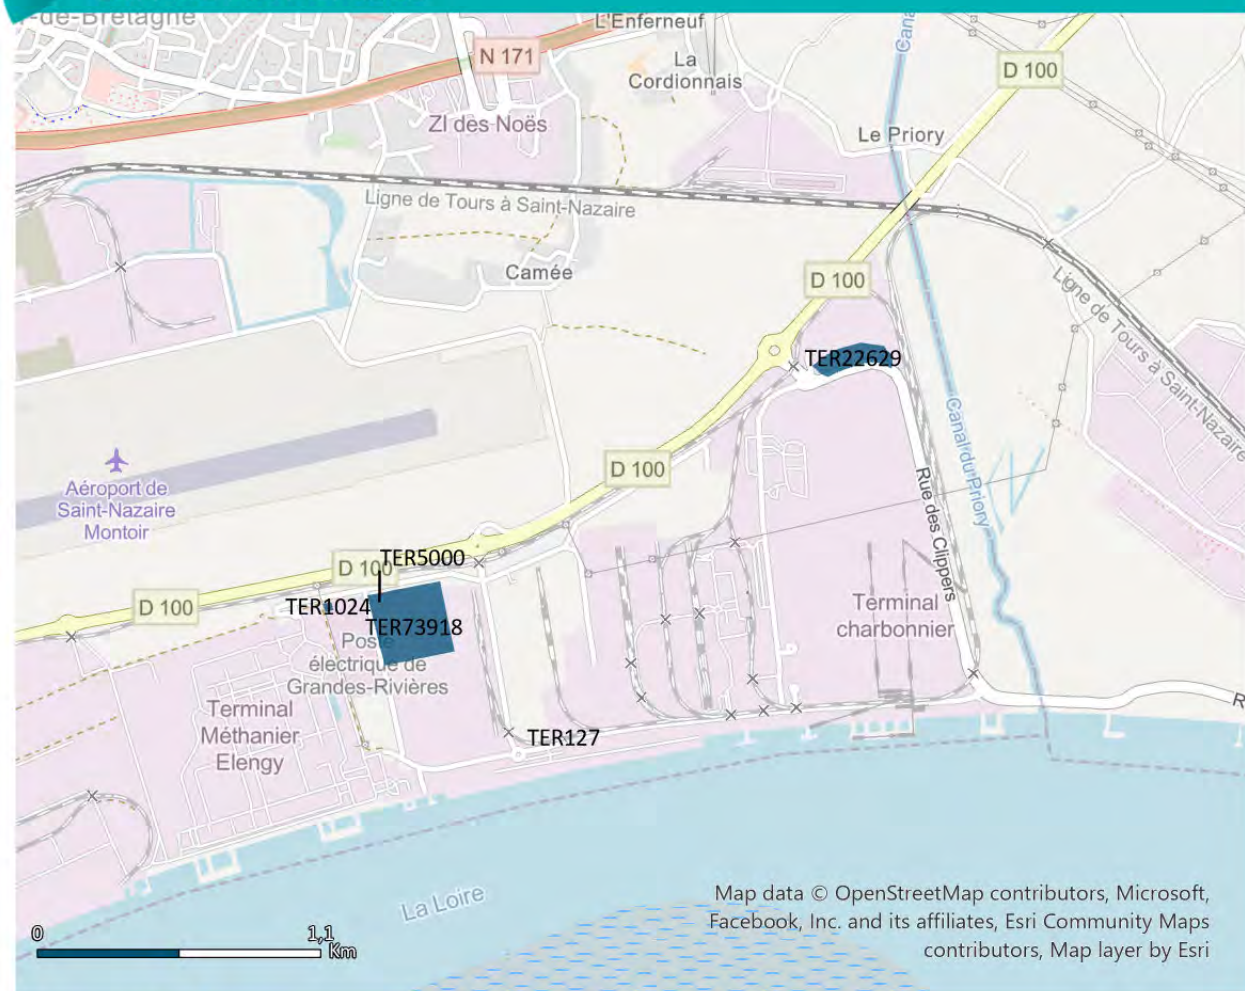 -de-Bretagne
L'Enferneuf
N 171
La
Cordionnais
Cana
D 100
ZI des Noës
Le Priory
Ligne de Tours à Saint-Nazaire
Camée
D 100
Ligne de Tours à Saint-Nazaire
TER22629
Canal du Priory
D 100
Aéroport de
Saint-Nazaire
Montoir
Rue des Clippers
D 100
TER5000
D 100
TER1024
TER73918
Poste
électrique de
Grandes-Rivières
Terminal
charbonnier
Terminal
Méthanier
Elengy
TER127
R
La Loire
Map data © OpenStreetMap contributors, Microsoft,
Facebook, Inc. and its affiliates, Esri Community Maps
contributors, Map layer by Esri
0 1,1
Km